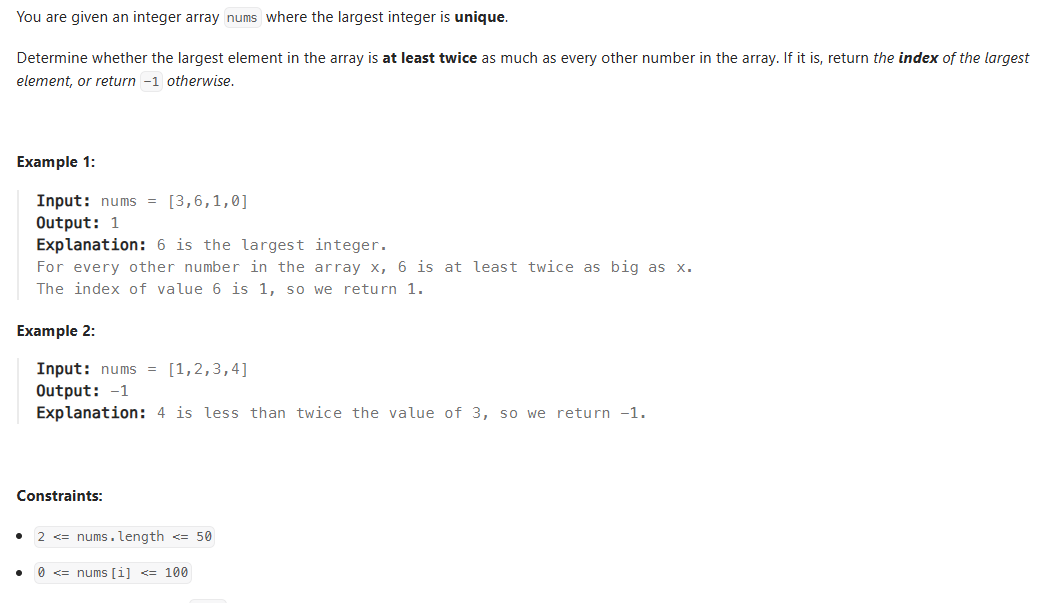 You are given an integer array nums where the largest integer is unique.
Determine whether the largest element in the array is at least twice as much as every other number in the array. If it is, return the index of the largest
element, or return -1 otherwise.
Example 1:
Input: nums = [3,6,1,0]
Output: 1
Explanation: 6 is the largest integer.
For every other number in the array x, 6 is at least twice as big as x.
The index of value 6 is 1, so we return 1.
Example 2:
Input: nums = [1,2,3,4]
Output: -1
Explanation: 4 is less than twice the value of 3, so we return -1.
Constraints:
• 2 <= nums.length <= 50
• 0 <= nums[i] <= 100